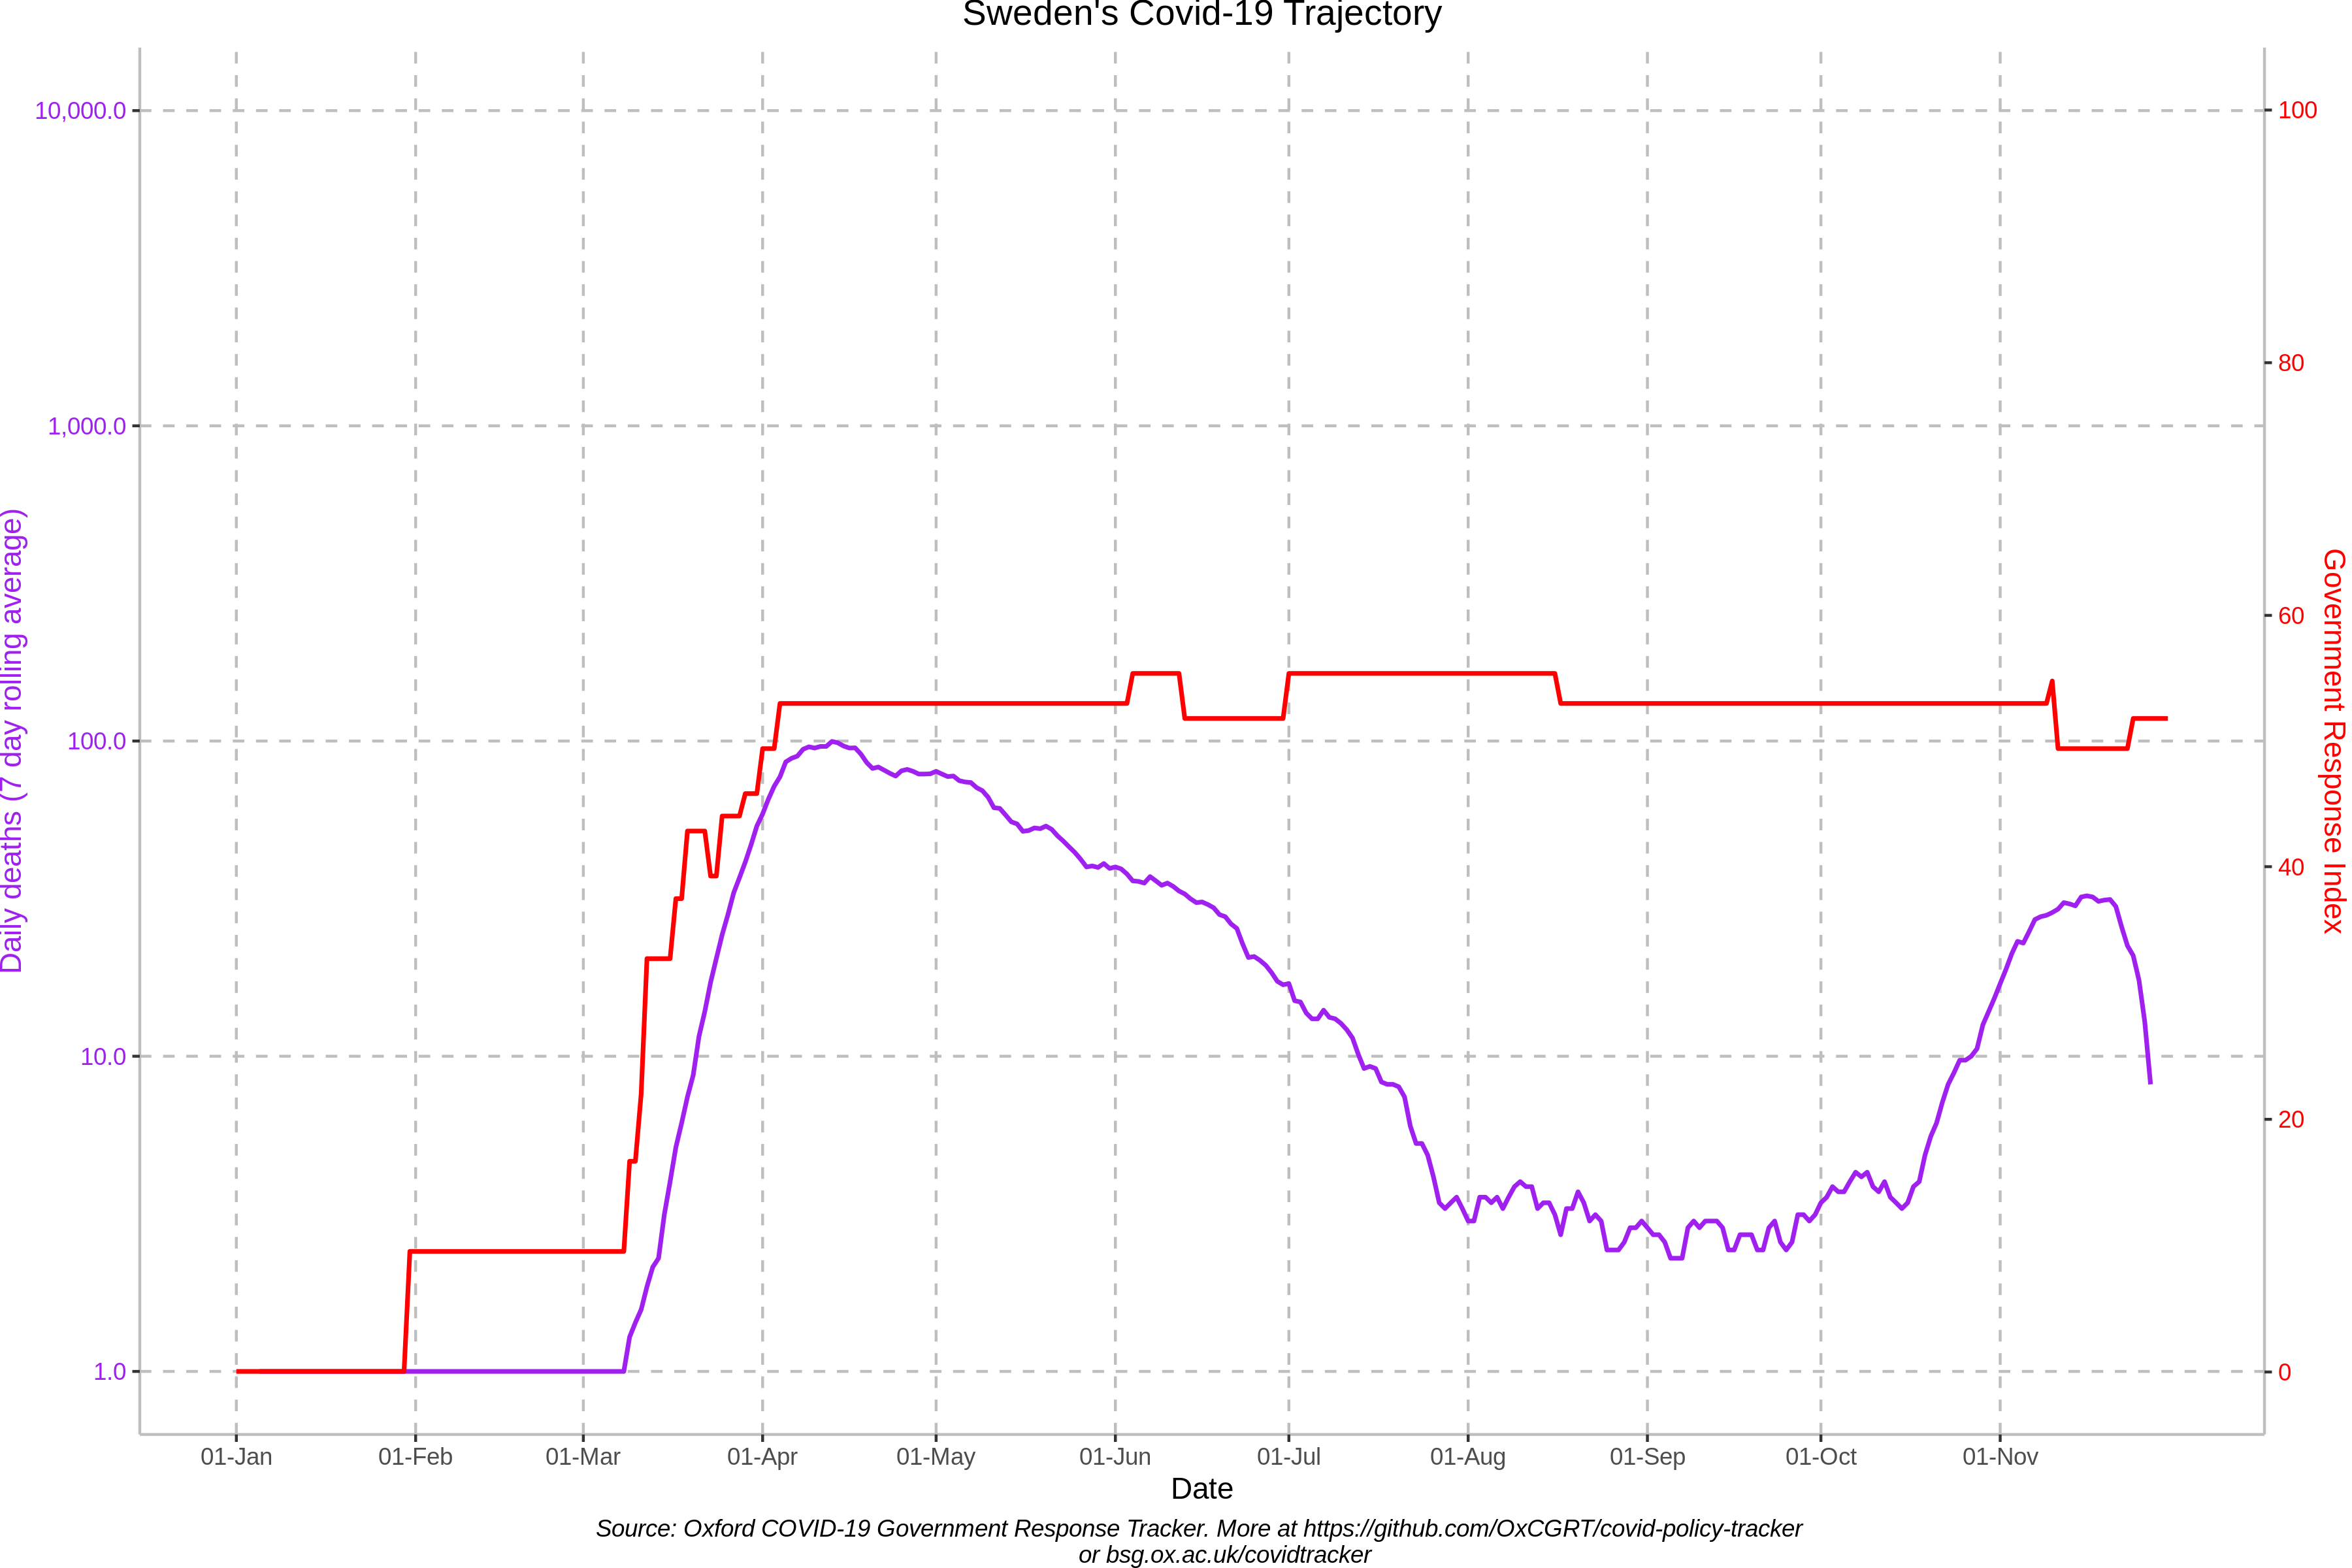 Sweden's Covid-19 Trajectory
10,000.0
1,000.0
100.0
10.0
1.0
Daily deaths (7 day rolling average)
100
80
60
40
20
0
Government Response Index
01-Jan 01-Feb 01-Mar 01-Apr 01-May 01-Jun 01-Jul 01-Aug 01-Sep 01-Oct 01-Nov
Date
Source: Oxford COVID-19 Government Response Tracker. More at https://github.com/OxCGRT/covid-policy-tracker
or bsg.ox.ac.uk/covidtracker